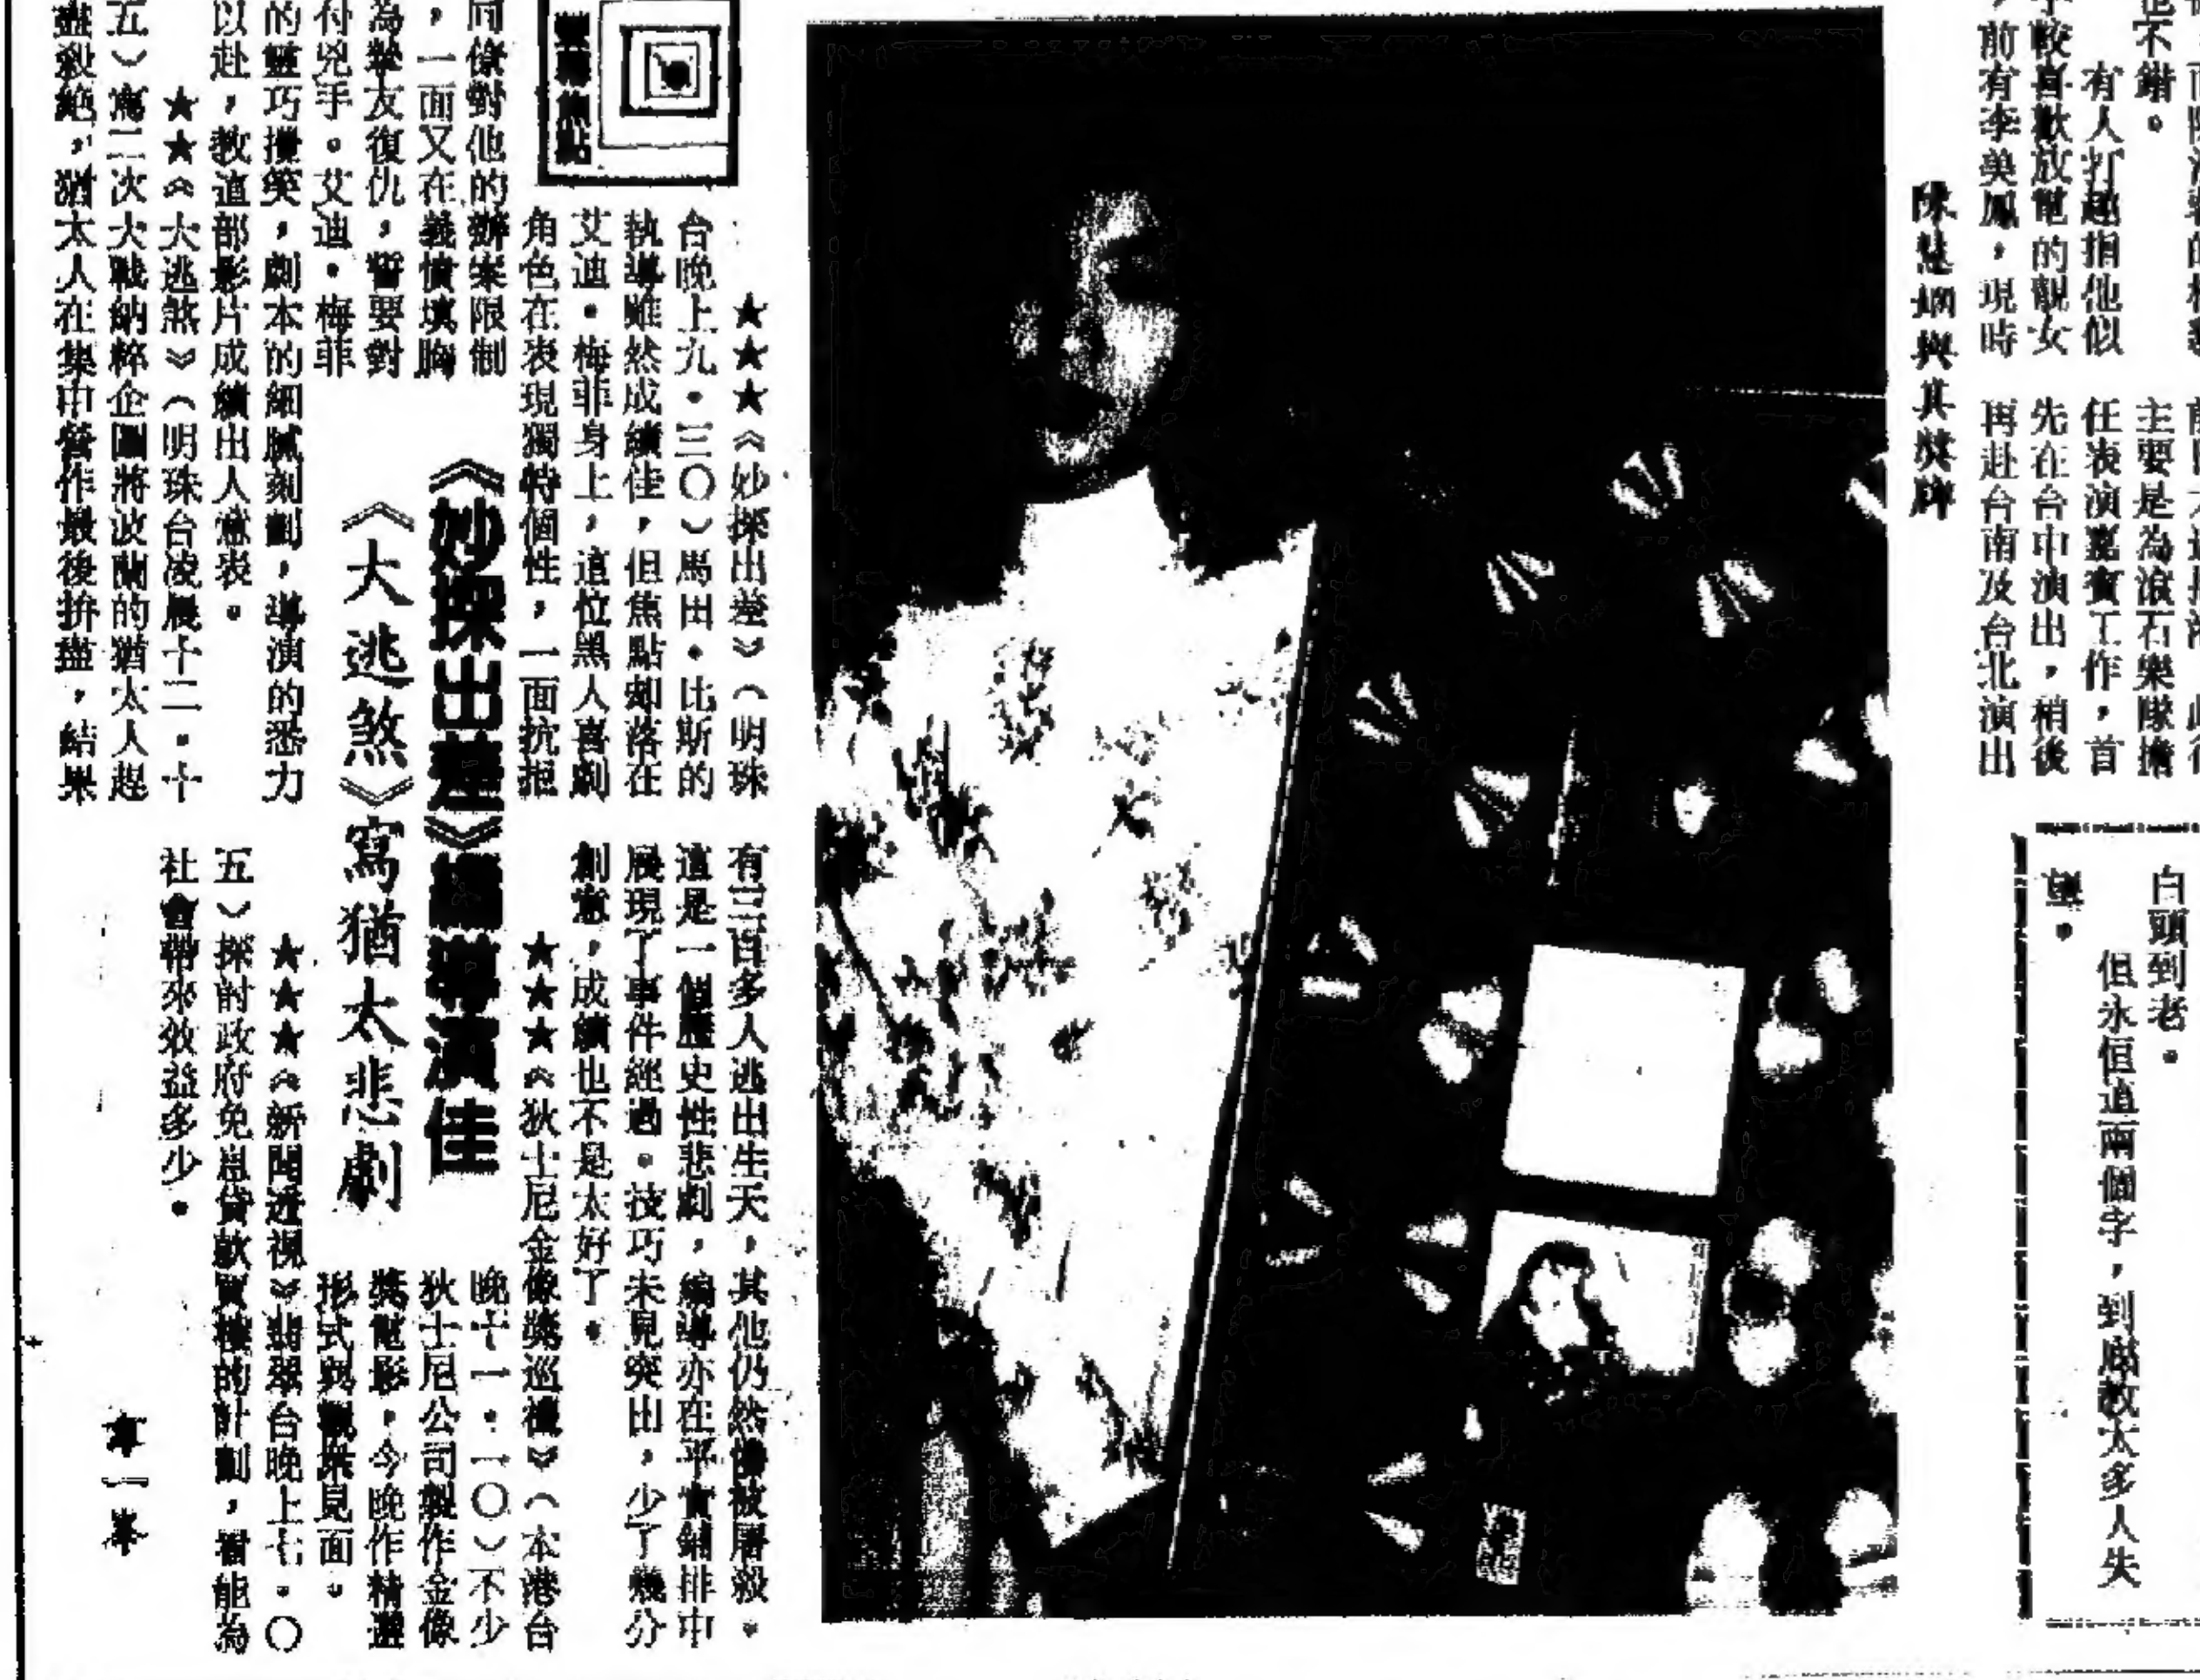 也不錯。
有人打趣指他似
乎較喜歡放電的靚女
，前有李美鳳，現時
主要是為滾石樂隊擔
任表演嘉賓工作，首
先在台中演出，稍後
再赴台南及台北演出
陳慧嫻與其獎牌
白頭到老。
但永恒這兩個字，到底教太多人失
望。
《妙探出差》編導演佳
《大逃煞》寫猶太悲劇
★★★《妙探出差》（明珠
台晚上九·三〇）馬田·比斯的
執導雖然成績佳，但焦點却落在
艾迪·梅菲身上，這位黑人喜劇
角色在表現獨特個性，一面抗拒
同僚對他的辦案限制
，一面又在義憤填胸
為摯友復仇，誓要對
付兇手。艾迪·梅菲
的靈巧攪笑，劇本的細膩刻劃，導演的悉力
以赴，教這部影片成績出人意表。
★★《大逃煞》（明珠台凌晨十二·十
五）寫二次大戰納粹企圖將波蘭的猶太人趕
盡殺絕，猶太人在集中營作最後拚盡，結果
有三百多人逃出生天，其他仍然慘被屠殺。
這是一個歷史性悲劇，編導亦在平實鋪排中
展現了事件經過。技巧未見突出，少了幾分
創意，成績也不是太好了。
★★★《狄士尼金像獎巡禮》（本港台
晚十一·一〇）不少
狄士尼公司製作金像
獎電影，今晚作精選
形式與觀衆見面。
★★★《新聞透視》翡翠台晚上七·〇
五）探討政府免息貸款買樓的計劃，看能為
社會帶來效益多少。